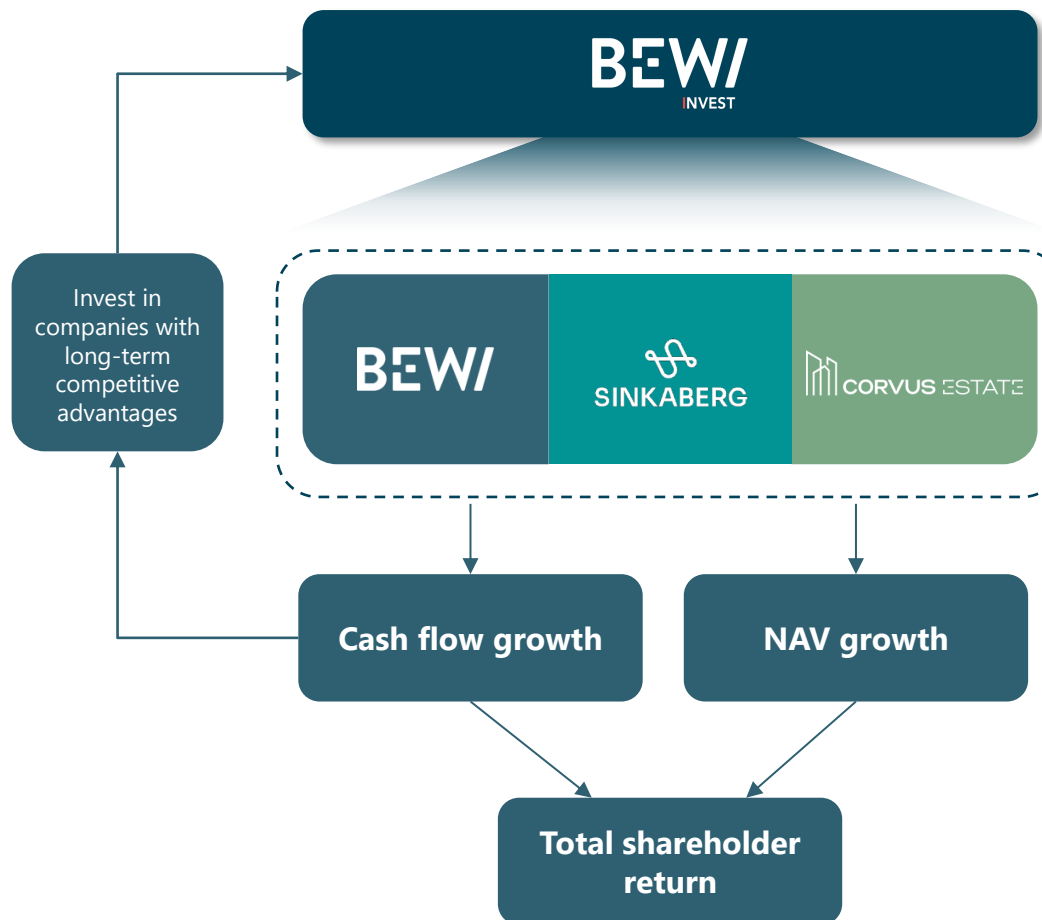 BEWI
INVEST
Invest in
companies with
long-term
competitive
advantages
BEWI
SINKABERG
CORVUS ESTATE
Cash flow growth
NAV growth
Total shareholder
return